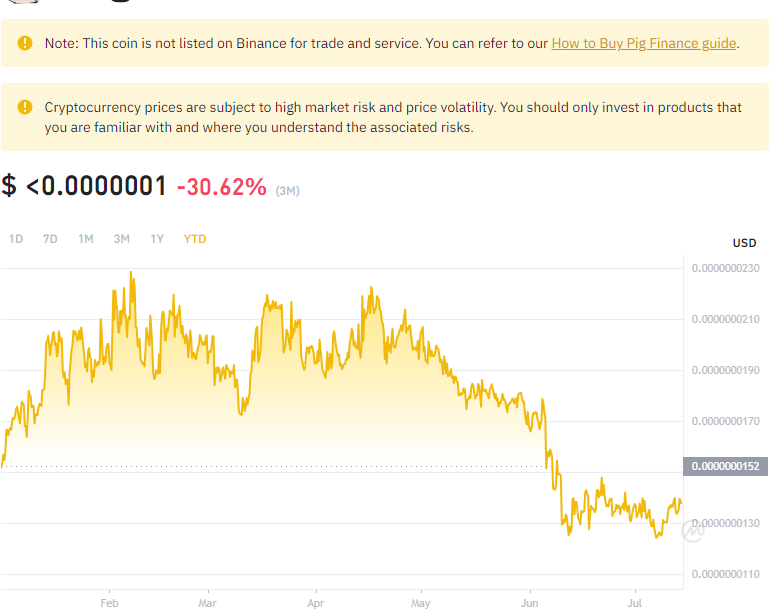 Note: This coin is not listed on Binance for trade and service. You can refer to our How to Buy Pig Finance guide.
Cryptocurrency prices are subject to high market risk and price volatility. You should only invest in products that
you are familiar with and where you understand the associated risks.
$ <0.0000001 -30.62% (3M)
1D 7D 1M 3M 1Y YTD
USD
0.0000000230
0.0000000210
0.0000000190
0.0000000170
0.0000000152
0.0000000130
0.0000000110
Feb Mar Apr May Jun Jul